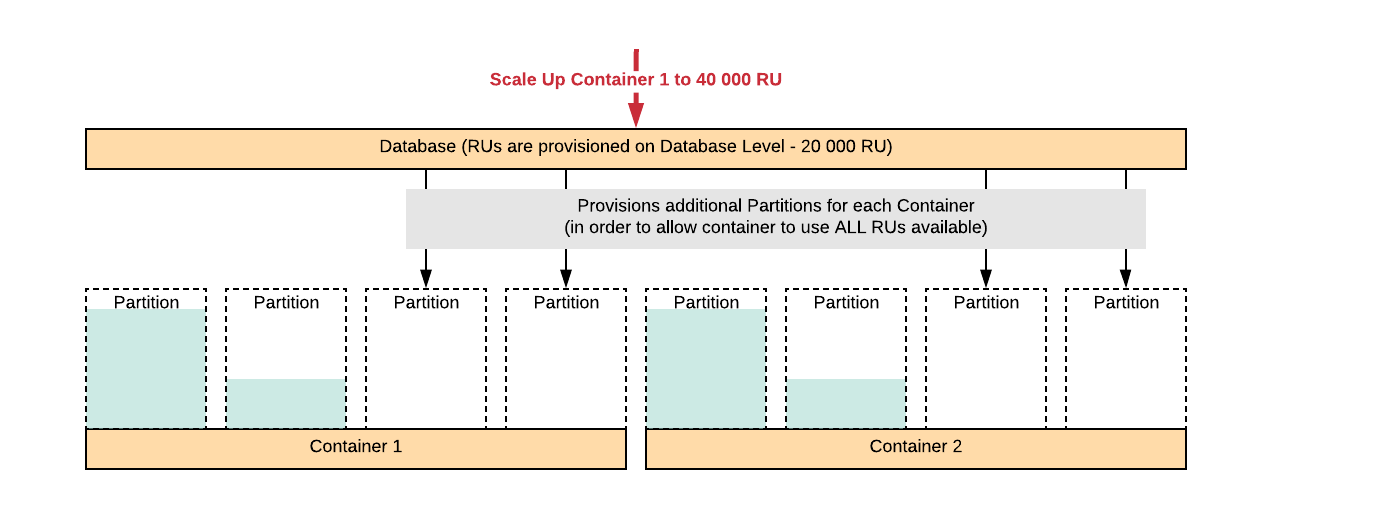 Scale Up Container 1 to 40 000 RU
Database (RUs are provisioned on Database Level - 20 000 RU)
Provisions additional Partitions for each Container
(in order to allow container to use ALL RUs available)
Partition
Partition
Partition
Partition
Partition
Partition
Partition
Partition
Container 1
Container 2